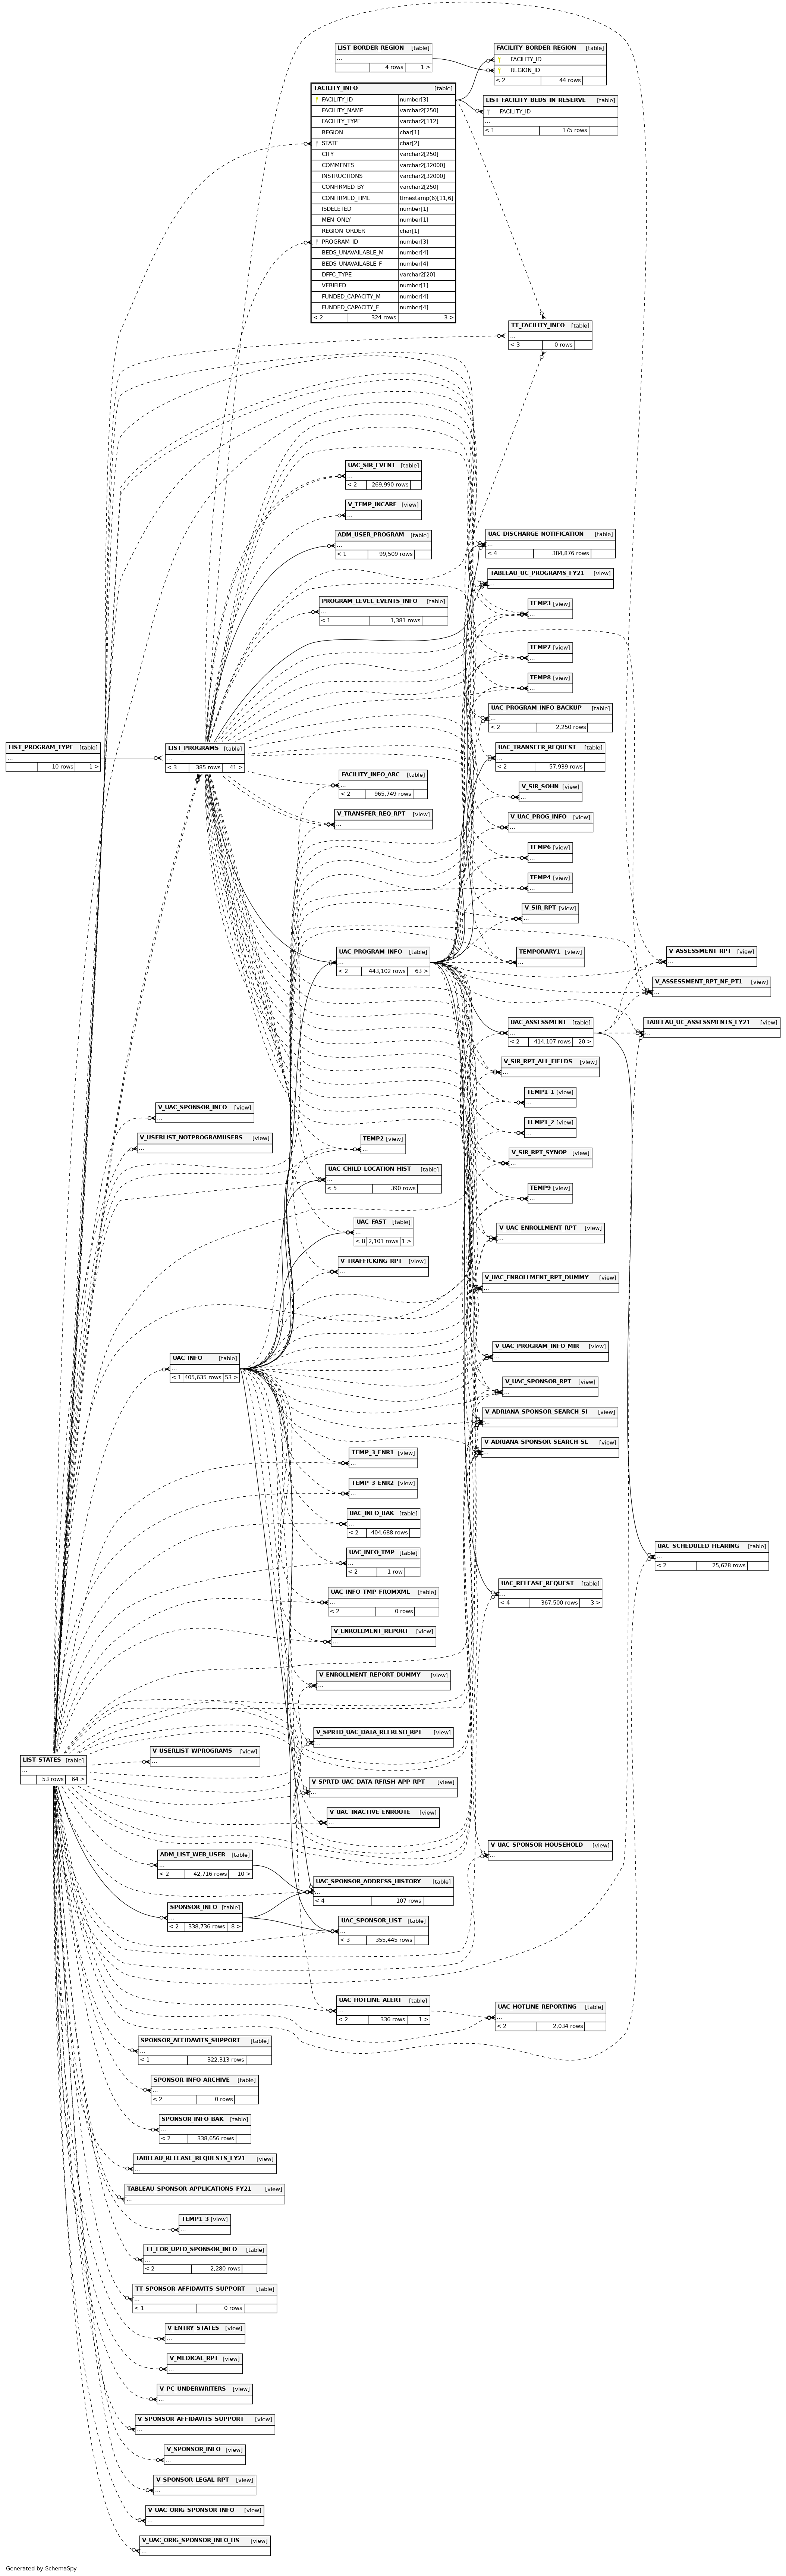 LIST_BORDER_REGION [table]
...
4 rows 1 >
FACILITY_BORDER_REGION [table]
FACILITY_ID
REGION_ID
< 2 44 rows
FACILITY_INFO [table]
FACILITY_ID number[3]
FACILITY_NAME varchar2[250]
FACILITY_TYPE varchar2[112]
REGION char[1]
STATE char[2]
CITY varchar2[250]
COMMENTS varchar2[32000]
INSTRUCTIONS varchar2[32000]
CONFIRMED_BY varchar2[250]
CONFIRMED_TIME timestamp(6)[11,6]
ISDELETED number[1]
MEN_ONLY number[1]
REGION_ORDER char[1]
PROGRAM_ID number[3]
BEDS_UNAVAILABLE_M number[4]
BEDS_UNAVAILABLE_F number[4]
DFFC_TYPE varchar2[20]
VERIFIED number[1]
FUNDED_CAPACITY_M number[4]
FUNDED_CAPACITY_F number[4]
< 2 324 rows 3 >
LIST_FACILITY_BEDS_IN_RESERVE [table]
FACILITY_ID
...
< 1 175 rows
TT_FACILITY_INFO [table]
...
< 3 0 rows
UAC_SIR_EVENT [table]
...
< 2 269,990 rows
V_TEMP_INCARE [view]
...
ADM_USER_PROGRAM [table]
...
< 1 99,509 rows
UAC_DISCHARGE_NOTIFICATION [table]
...
< 4 384,876 rows
TABLEAU_UC_PROGRAMS_FY21 [view]
...
PROGRAM_LEVEL_EVENTS_INFO [table]
...
< 1 1,381 rows
TEMP3 [view]
...
TEMP7 [view]
...
TEMP8 [view]
...
UAC_PROGRAM_INFO_BACKUP [table]
...
< 2 2,250 rows
LIST_PROGRAM_TYPE [table]
...
10 rows 1 >
LIST_PROGRAMS [table]
...
< 3 385 rows 41 >
UAC_TRANSFER_REQUEST [table]
...
< 2 57,939 rows
FACILITY_INFO_ARC [table]
...
< 2 965,749 rows
V_SIR_SOHN [view]
...
V_TRANSFER_REQ_RPT [view]
...
V_UAC_PROG_INFO [view]
...
TEMP6 [view]
...
TEMP4 [view]
...
V_SIR_RPT [view]
...
UAC_PROGRAM_INFO [table]
...
< 2 443,102 rows 63 >
TEMPORARY1 [view]
...
V_ASSESSMENT_RPT [view]
...
V_ASSESSMENT_RPT_NF_PT1 [view]
...
UAC_ASSESSMENT [table]
...
< 2 414,107 rows 20 >
TABLEAU_UC_ASSESSMENTS_FY21 [view]
...
V_SIR_RPT_ALL_FIELDS [view]
...
TEMP1_1 [view]
...
V_UAC_SPONSOR_INFO [view]
...
TEMP1_2 [view]
...
V_USERLIST_NOTPROGRAMUSERS [view]
...
TEMP2 [view]
...
V_SIR_RPT_SYNOP [view]
...
UAC_CHILD_LOCATION_HIST [table]
...
< 5 390 rows
TEMP9 [view]
...
UAC_FAST [table]
...
< 8 2,101 rows 1 >
V_UAC_ENROLLMENT_RPT [view]
...
V_TRAFFICKING_RPT [view]
...
V_UAC_ENROLLMENT_RPT_DUMMY [view]
...
V_UAC_PROGRAM_INFO_MIR [view]
...
UAC_INFO [table]
...
< 1 405,635 rows 53 >
V_UAC_SPONSOR_RPT [view]
...
V_ADRIANA_SPONSOR_SEARCH_SI [view]
...
V_ADRIANA_SPONSOR_SEARCH_SL [view]
...
TEMP_3_ENR1 [view]
...
TEMP_3_ENR2 [view]
...
UAC_INFO_BAK [table]
...
< 2 404,688 rows
UAC_SCHEDULED_HEARING [table]
...
< 2 25,628 rows
UAC_INFO_TMP [table]
...
< 2 1 row
UAC_RELEASE_REQUEST [table]
...
< 4 367,500 rows 3 >
UAC_INFO_TMP_FROMXML [table]
...
< 2 0 rows
V_ENROLLMENT_REPORT [view]
...
V_ENROLLMENT_REPORT_DUMMY [view]
...
V_SPRTD_UAC_DATA_REFRESH_RPT [view]
...
V_USERLIST_WPROGRAMS [view]
...
LIST_STATES [table]
...
53 rows 64 >
V_SPRTD_UAC_DATA_RFRSH_APP_RPT [view]
...
V_UAC_INACTIVE_ENROUTE [view]
...
V_UAC_SPONSOR_HOUSEHOLD [view]
...
ADM_LIST_WEB_USER [table]
...
< 2 42,716 rows 10 >
UAC_SPONSOR_ADDRESS_HISTORY [table]
...
< 4 107 rows
SPONSOR_INFO [table]
...
< 2 338,736 rows 8 >
UAC_SPONSOR_LIST [table]
...
< 3 355,445 rows
UAC_HOTLINE_ALERT [table]
...
< 2 336 rows 1 >
UAC_HOTLINE_REPORTING [table]
...
< 2 2,034 rows
SPONSOR_AFFIDAVITS_SUPPORT [table]
...
< 1 322,313 rows
SPONSOR_INFO_ARCHIVE [table]
...
< 2 0 rows
SPONSOR_INFO_BAK [table]
...
< 2 338,656 rows
TABLEAU_RELEASE_REQUESTS_FY21 [view]
...
TABLEAU_SPONSOR_APPLICATIONS_FY21 [view]
...
TEMP1_3 [view]
...
TT_FOR_UPLD_SPONSOR_INFO [table]
...
< 2 2,280 rows
TT_SPONSOR_AFFIDAVITS_SUPPORT [table]
...
< 1 0 rows
V_ENTRY_STATES [view]
...
V_MEDICAL_RPT [view]
...
V_PC_UNDERWRITERS [view]
...
V_SPONSOR_AFFIDAVITS_SUPPORT [view]
...
V_SPONSOR_INFO [view]
...
V_SPONSOR_LEGAL_RPT [view]
...
V_UAC_ORIG_SPONSOR_INFO [view]
...
V_UAC_ORIG_SPONSOR_INFO_HS [view]
...
Generated by SchemaSpy